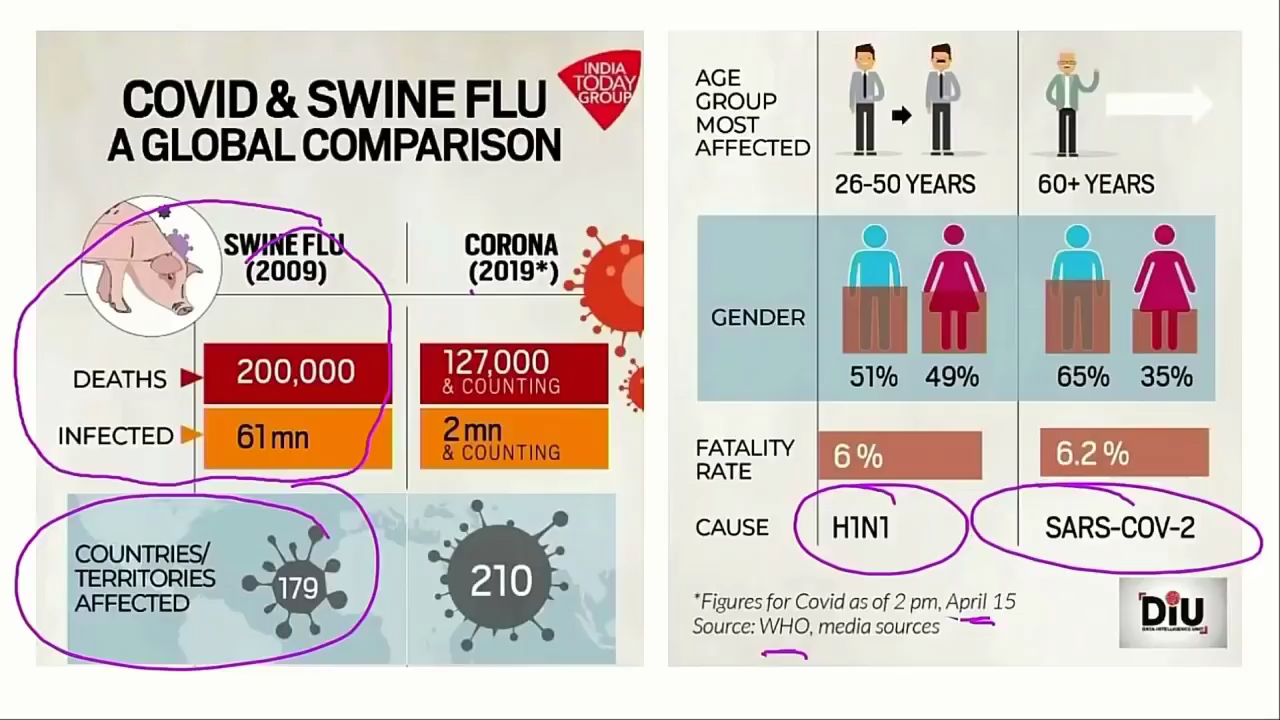 COVID & SWINE FLU
A GLOBAL COMPARISON
INDIA
TODAY
GROUP
SWINE FLU
(2009)
CORONA
(2019*)
DEATHS
200,000
127,000
& COUNTING
INFECTED
61 mn
2 mn
& COUNTING
COUNTRIES/
TERRITORIES
AFFECTED
179
210
AGE
GROUP
MOST
AFFECTED
26-50 YEARS
60+ YEARS
GENDER
51%
49%
65%
35%
FATALITY
RATE
6 %
6.2 %
CAUSE
H1N1
SARS-COV-2
*Figures for Covid as of 2 pm, April 15
Source: WHO, media sources
DIU
DATA INTELLIGENCE UNIT